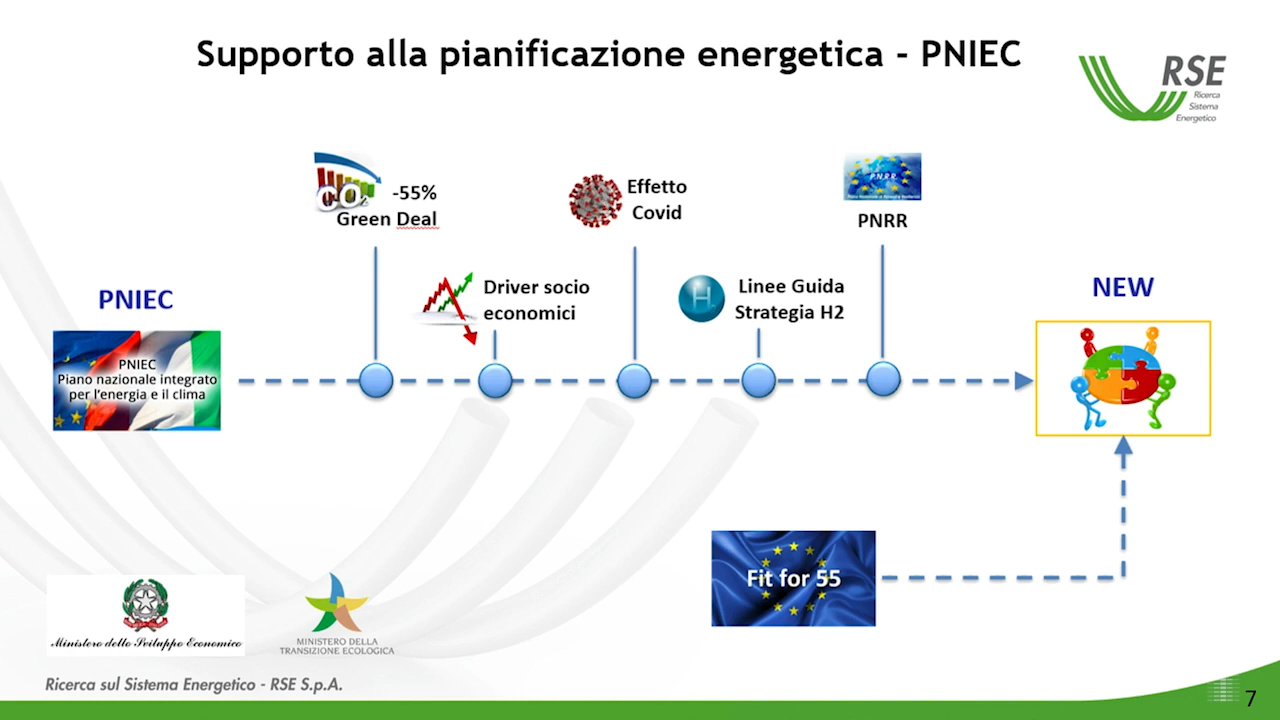 Supporto alla pianificazione energetica - PNIEC
RSE
Ricerca
Sistema
Energetico
CO₂
-55%
Green Deal
Effetto
Covid
P.N.R.R.
PNRR
Driver socio
economici
H
Linee Guida
Strategia H2
PNIEC
NEW
PNIEC
Piano nazionale integrato
per l'energia e il clima
Fit for 55
Ministero dello Sviluppo Economico
MINISTERO DELLA
TRANSIZIONE ECOLOGICA
Ricerca sul Sistema Energetico - RSE S.p.A.
7